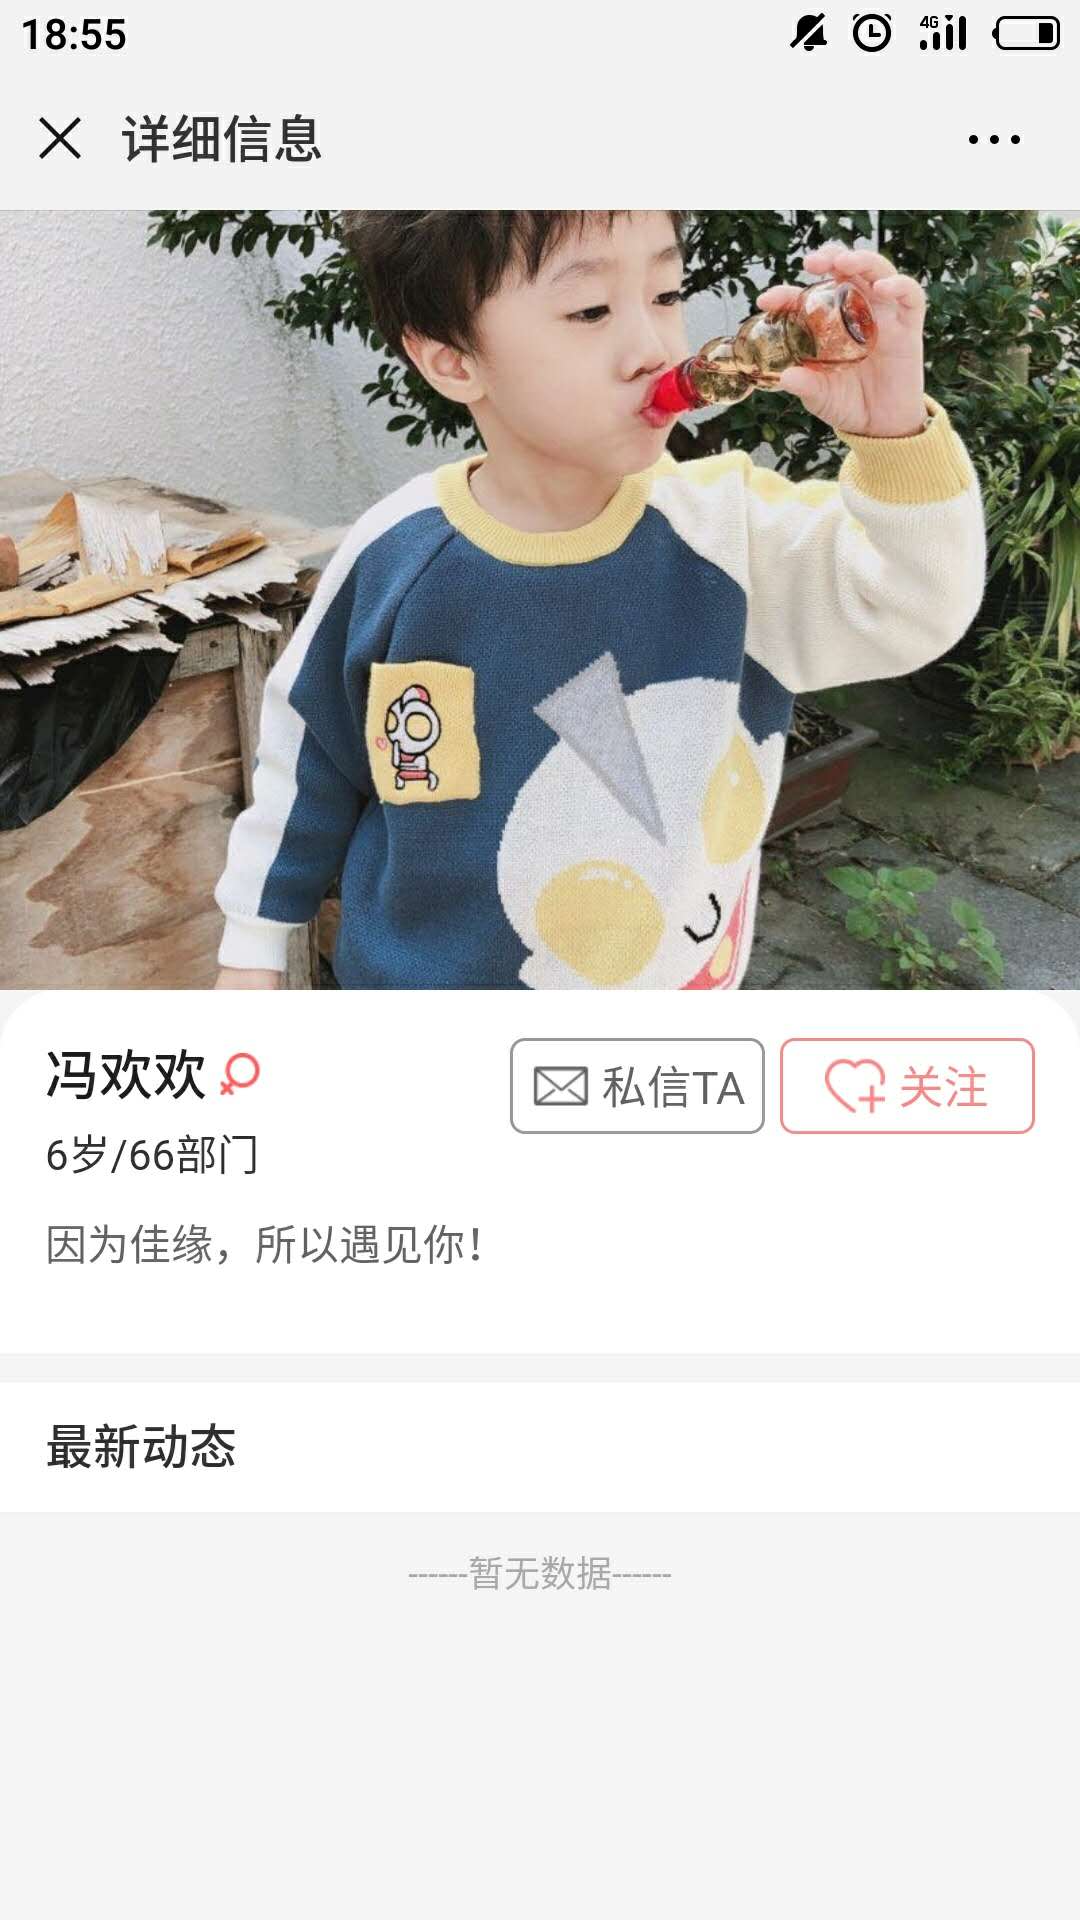 18:55
4G
详细信息
冯欢欢
私信TA
关注
6岁/66部门
因为佳缘，所以遇见你！
最新动态
------暂无数据------